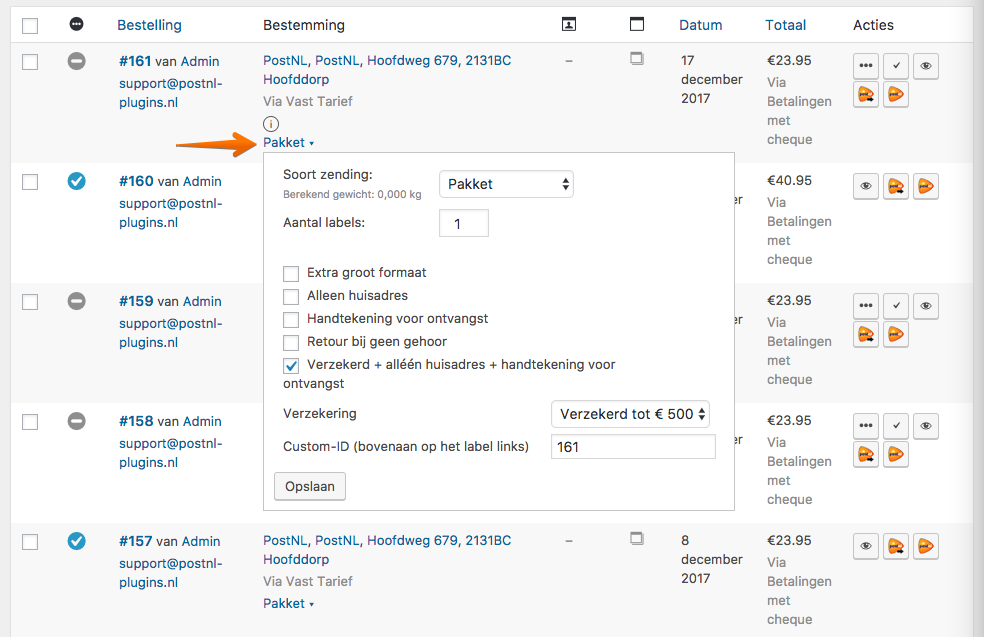 Bestelling Bestemming Datum Totaal Acties
#161 van Admin
support@postnl-
plugins.nl
PostNL, PostNL, Hoofdweg 679, 2131BC
Hoofddorp
Via Vast Tarief
Pakket
–
17
december
2017
€23.95
Via
Betalingen
met
cheque
Soort zending:
Berekend gewicht: 0,000 kg
Pakket
Aantal labels:
1
Extra groot formaat
Alleen huisadres
Handtekening voor ontvangst
Retour bij geen gehoor
Verzekerd + alléén huisadres + handtekening voor
ontvangst
Verzekering
Verzekerd tot € 500
Custom-ID (bovenaan op het label links)
161
Opslaan
#160 van Admin
support@postnl-
plugins.nl
er
€40.95
Via
Betalingen
met
cheque
#159 van Admin
support@postnl-
plugins.nl
er
€23.95
Via
Betalingen
met
cheque
#158 van Admin
support@postnl-
plugins.nl
er
€23.95
Via
Betalingen
met
cheque
#157 van Admin
support@postnl-
plugins.nl
PostNL, PostNL, Hoofdweg 679, 2131BC
Hoofddorp
Via Vast Tarief
Pakket
–
8
december
2017
€23.95
Via
Betalingen
met
cheque